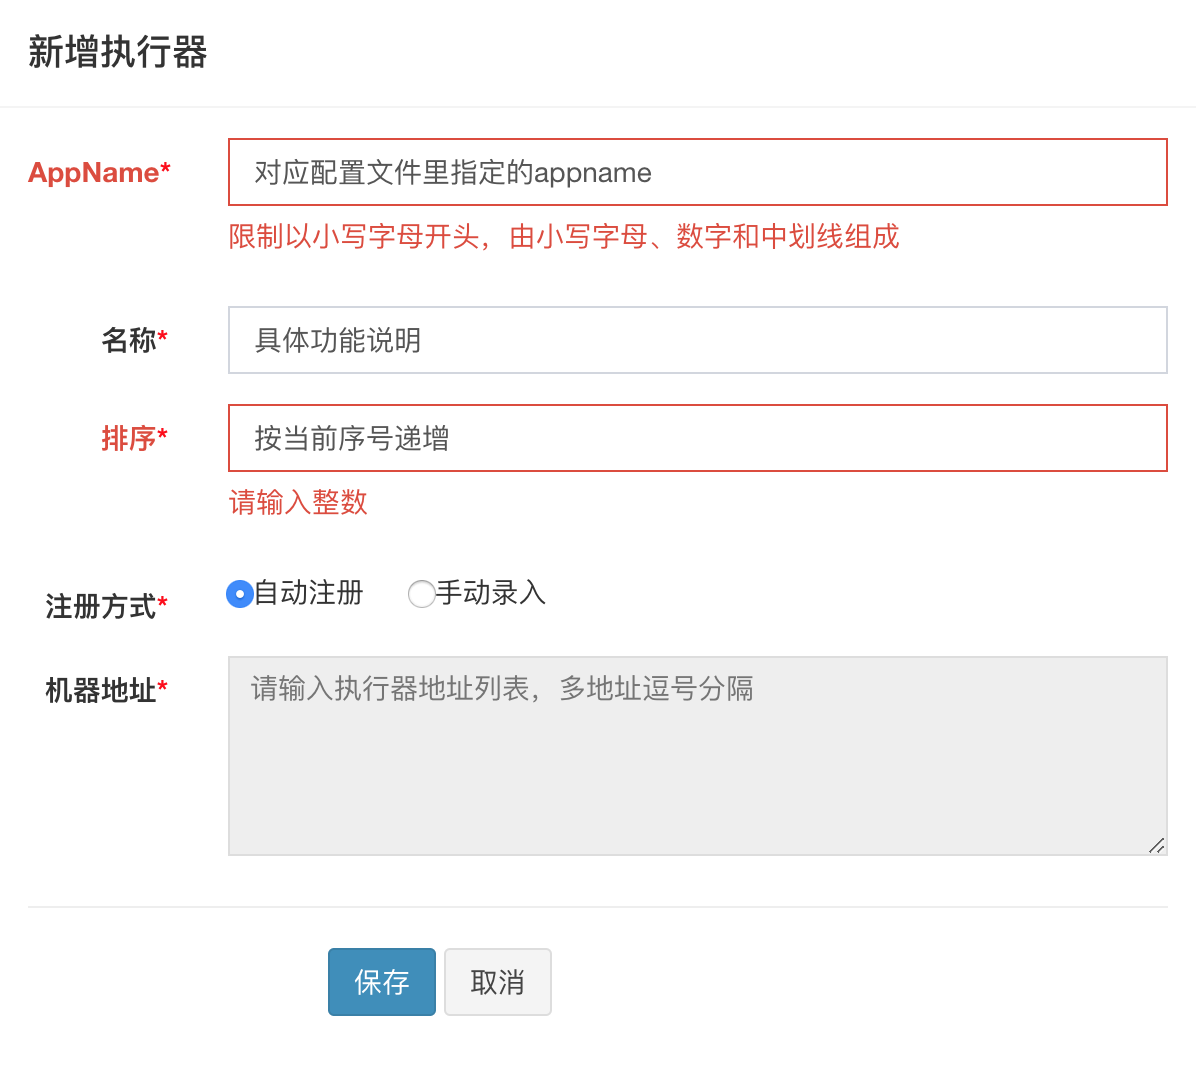 新增执行器
AppName* 对应配置文件里指定的appname
限制以小写字母开头，由小写字母、数字和中划线组成
名称* 具体功能说明
排序* 按当前序号递增
请输入整数
注册方式* 自动注册 手动录入
机器地址* 请输入执行器地址列表，多地址逗号分隔
保存 取消